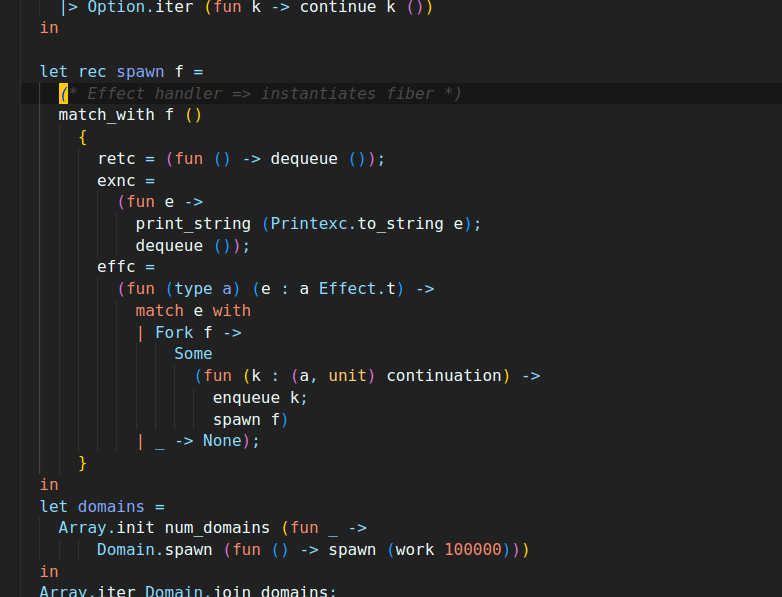 |> Option.iter (fun k -> continue k ())
in
let rec spawn f =
(* Effect handler => instantiates fiber *)
match_with f ()
{
retc = (fun () -> dequeue ());
exnc =
(fun e ->
print_string (Printexc.to_string e);
dequeue ());
effc =
(fun (type a) (e : a Effect.t) ->
match e with
| Fork f ->
Some
(fun (k : (a, unit) continuation) ->
enqueue k;
spawn f)
| _ -> None);
}
in
let domains =
Array.init num_domains (fun _ ->
Domain.spawn (fun () -> spawn (work 100000)))
in
Array.iter Domain.join domains;